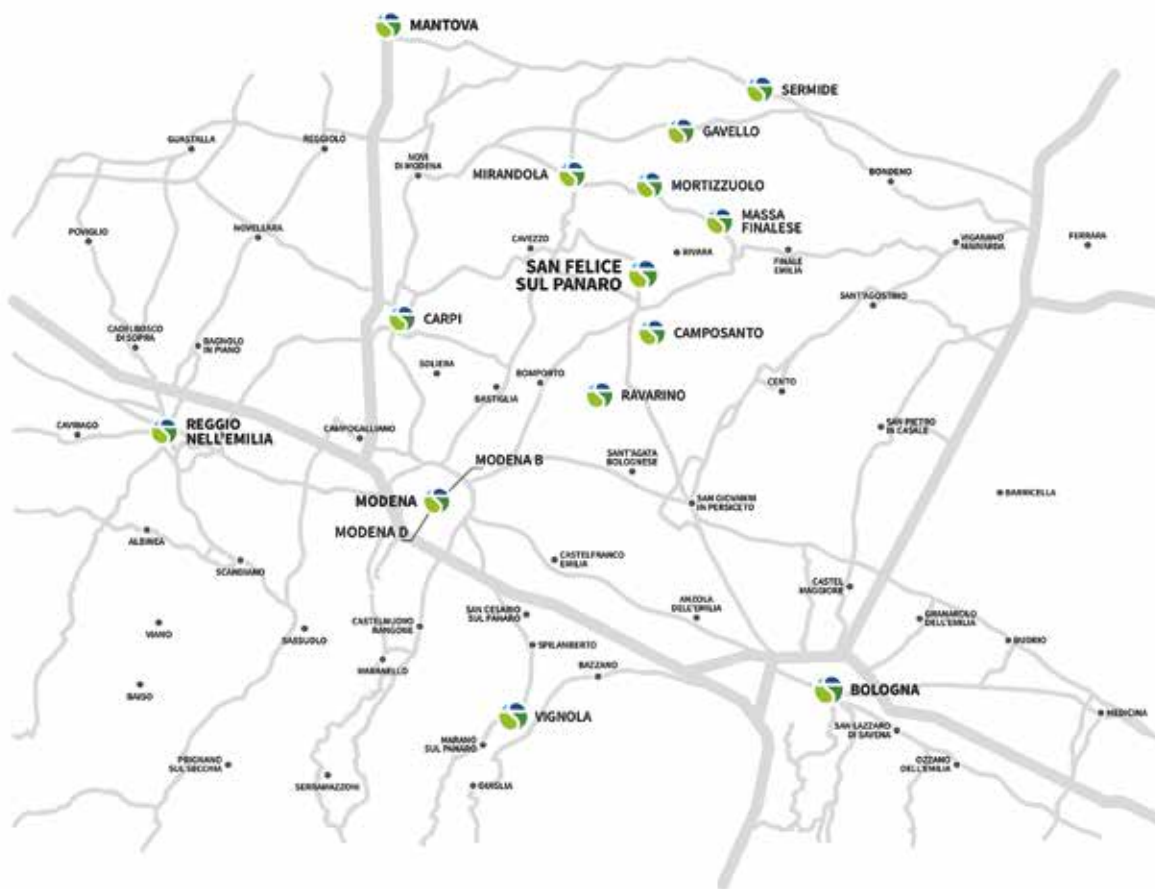 MANTOVA
SERMIDE
GAVELLO
GUASTALLA
REGGIOLO
NOVI
DI MODENA
MIRANDOLA
MORTIZZUOLO
BONDENO
MASSA
FINALESE
POVIGLIO
NOVELLARA
CAVEZZO
RIVARA
FINALE
EMILIA
VIGARANO
MAINARDA
FERRARA
SAN FELICE
SUL PANARO
SANT'AGOSTINO
CARPI
CAMPOSANTO
CADELBOSCO
DI SOPRA
BAGNOLO
IN PIANO
SOLIERA
BASTIGLIA
BOMPORTO
RAVARINO
CENTO
CAVRIAGO
REGGIO
NELL'EMILIA
CAMPOGALLIANO
SAN PIETRO
IN CASALE
MODENA B
SANT'AGATA
BOLOGNESE
MODENA
MODENA D
SAN GIOVANNI
IN PERSICETO
BARICELLA
ALBINEA
SCANDIANO
CASTELFRANCO
EMILIA
CASTEL
MAGGIORE
VIANO
SASSUOLO
CASTELNUOVO
RANGONE
SAN CESARIO
SUL PANARO
ANZOLA
DELL'EMILIA
GRANAROLO
DELL'EMILIA
BUDRIO
SPILAMBERTO
MARANELLO
BAZZANO
BAISO
BOLOGNA
VIGNOLA
MEDICINA
SAN LAZZARO
DI SAVENA
MARANO
SUL PANARO
PRIGNANO
SUL SECCHIA
SERRAMAZZONI
GUIGLIA
OZZANO
DELL'EMILIA